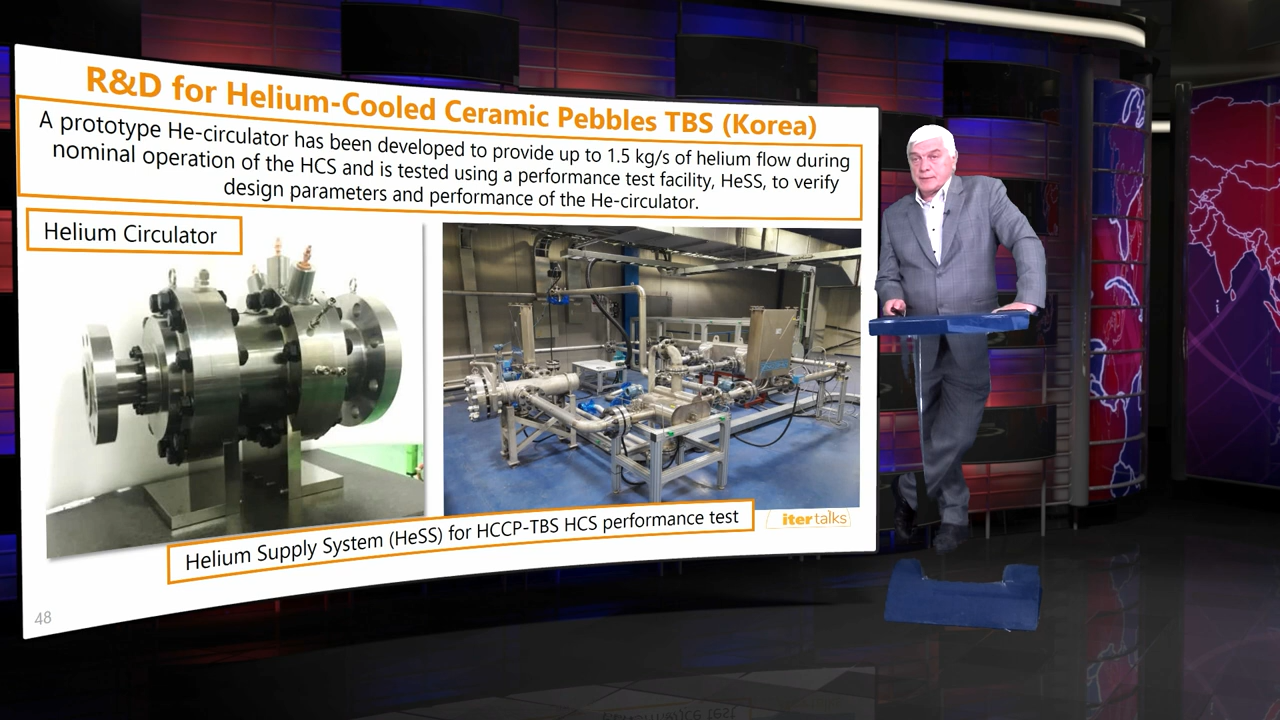 R&D for Helium-Cooled Ceramic Pebbles TBS (Korea)
A prototype He-circulator has been developed to provide up to 1.5 kg/s of helium flow during
nominal operation of the HCS and is tested using a performance test facility, HeSS, to verify
design parameters and performance of the He-circulator.
Helium Circulator
Helium Supply System (HeSS) for HCCP-TBS HCS performance test
iter talks
48